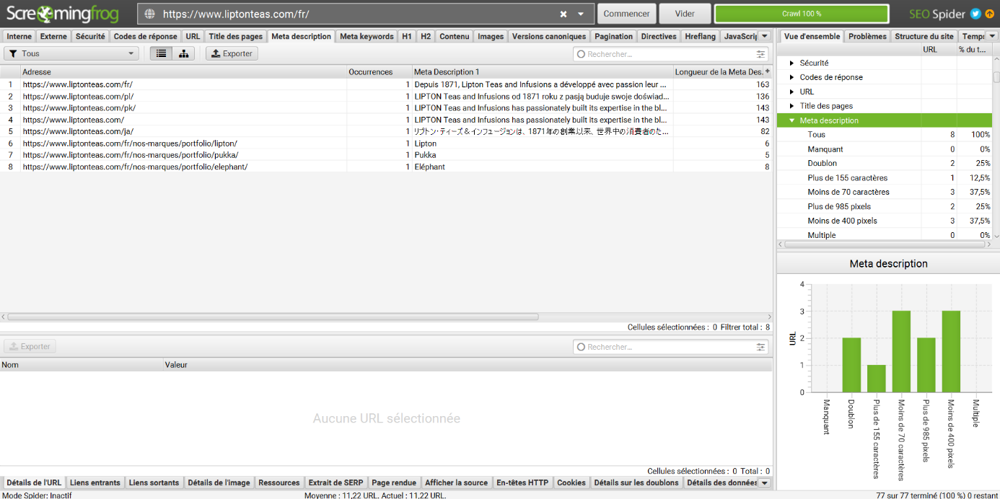 Screamingfrog https://www.liptonteas.com/fr/ Commencer Vider Crawl 100 % SEO Spider
Interne Externe Sécurité Codes de réponse URL Title des pages Meta description Meta keywords H1 H2 Contenu Images Versions canoniques Pagination Directives Hreflang JavaScrip
Tous Exporter Rechercher...
Adresse Occurrences Meta Description 1 Longueur de la Meta Des. +
1 https://www.liptonteas.com/fr/ 1 Depuis 1871, Lipton Teas and Infusions a développé avec passion leur ... 163
2 https://www.liptonteas.com/pl/ 1 LIPTON Teas and Infusions od 1871 roku z pasją buduje swoje doświad... 136
3 https://www.liptonteas.com/pk/ 1 LIPTON Teas and Infusions has passionately built its expertise in the bl... 143
4 https://www.liptonteas.com/ 1 LIPTON Teas and Infusions has passionately built its expertise in the bl... 143
5 https://www.liptonteas.com/ja/ 1 リプトン・ティーズ＆インフュージョンは、1871年の創業以来、世界中の消費者のた... 82
6 https://www.liptonteas.com/fr/nos-marques/portfolio/lipton/ 1 Lipton 6
7 https://www.liptonteas.com/fr/nos-marques/portfolio/pukka/ 1 Pukka 5
8 https://www.liptonteas.com/fr/nos-marques/portfolio/elephant/ 1 Eléphant 8
Cellules sélectionnées : 0 Filtrer total : 8
Exporter Rechercher...
Nom Valeur
Aucune URL sélectionnée
Cellules sélectionnées : 0 Total : 0
Détails de l'URL Liens entrants Liens sortants Détails de l'image Ressources Extrait de SERP Page rendue Afficher la source En-têtes HTTP Cookies Détails sur les doublons Détails des données
Vue d'ensemble Problèmes Structure du site Temps
URL % du t...
Sécurité
Codes de réponse
URL
Title des pages
Meta description
Tous 8 100%
Manquant 0 0%
Doublon 2 25%
Plus de 155 caractères 1 12,5%
Moins de 70 caractères 3 37,5%
Plus de 985 pixels 2 25%
Moins de 400 pixels 3 37,5%
Multiple 0 0%
Meta description
4
3
2
1
0
URL
Manquant
Doublon
Plus de 155 caractères
Moins de 70 caractères
Plus de 985 pixels
Moins de 400 pixels
Multiple
Mode Spider: Inactif Moyenne : 11,22 URL. Actuel : 11,22 URL. 77 sur 77 terminé (100 %) 0 restant